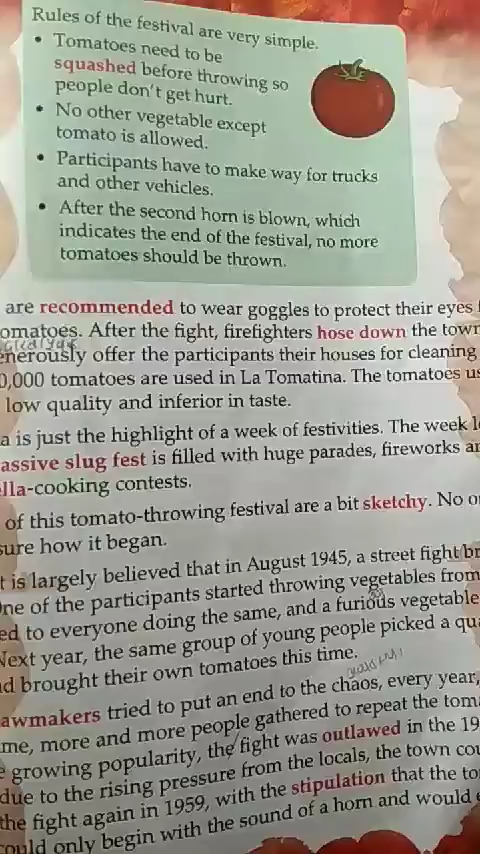 Rules of the festival are very simple.
• Tomatoes need to be
squashed before throwing so
people don't get hurt.
• No other vegetable except
tomato is allowed.
• Participants have to make way for trucks
and other vehicles.
• After the second horn is blown, which
indicates the end of the festival, no more
tomatoes should be thrown.
are recommended to wear goggles to protect their eyes
omatoes. After the fight, firefighters hose down the town
enerously offer the participants their houses for cleaning
0,000 tomatoes are used in La Tomatina. The tomatoes us
low quality and inferior in taste.
a is just the highlight of a week of festivities. The week l
assive slug fest is filled with huge parades, fireworks an
lla-cooking contests.
of this tomato-throwing festival are a bit sketchy. No o
sure how it began.
t is largely believed that in August 1945, a street fight br
One of the participants started throwing vegetables from
ed to everyone doing the same, and a furious vegetable
Next year, the same group of young people picked a qua
d brought their own tomatoes this time.
awmakers tried to put an end to the chaos, every year,
me, more and more people gathered to repeat the toma
e growing popularity, the fight was outlawed in the 19
due to the rising pressure from the locals, the town cou
the fight again in 1959, with the stipulation that the to
could only begin with the sound of a horn and would e